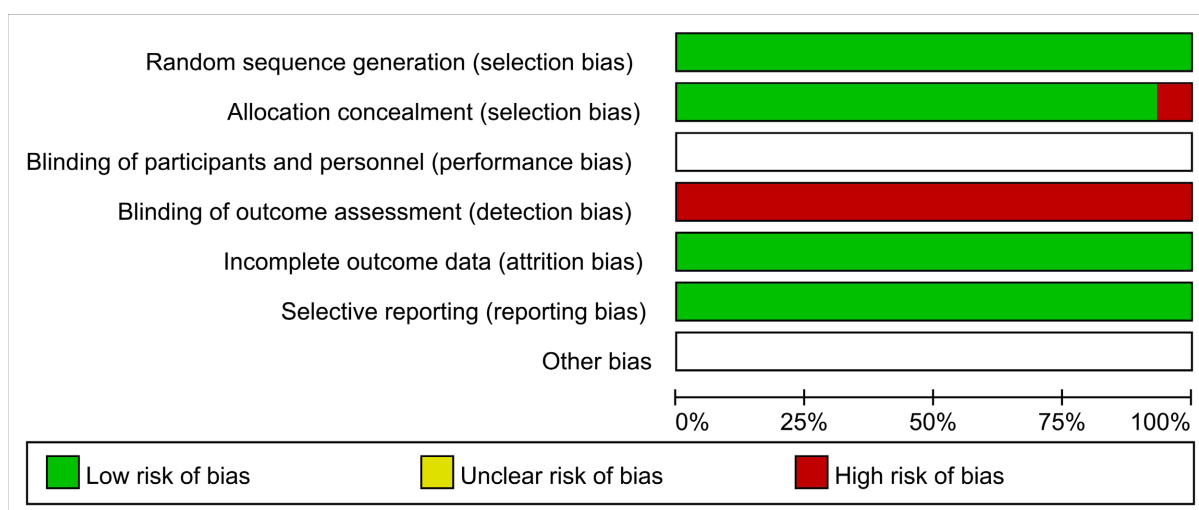 Random sequence generation (selection bias)
Allocation concealment (selection bias)
Blinding of participants and personnel (performance bias)
Blinding of outcome assessment (detection bias)
Incomplete outcome data (attrition bias)
Selective reporting (reporting bias)
Other bias
0% 25% 50% 75% 100%
Low risk of bias Unclear risk of bias High risk of bias